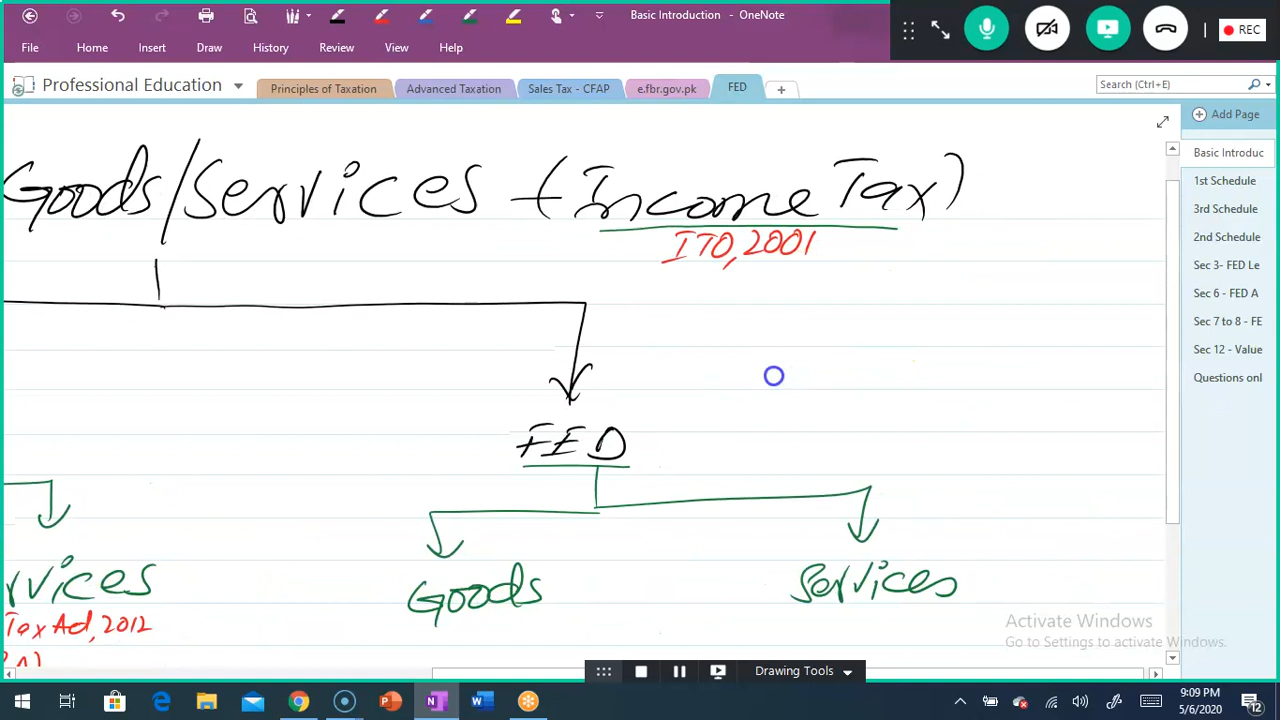 Basic Introduction - OneNote
REC
File Home Insert Draw History Review View Help
Professional Education
Principles of Taxation
Advanced Taxation
Sales Tax - CFAP
e.fbr.gov.pk
FED
Search (Ctrl+E)
Add Page
Basic Introduc
1st Schedule
3rd Schedule
2nd Schedule
Sec 3- FED Le
Sec 6 - FED A
Sec 7 to 8 - FE
Sec 12 - Value
Questions onl
Goods/Services + (Income Tax)
ITO, 2001
FED
Goods
Services
rvices
Tax Act, 2012
Activate Windows
Go to Settings to activate Windows.
Drawing Tools
9:09 PM
5/6/2020
12